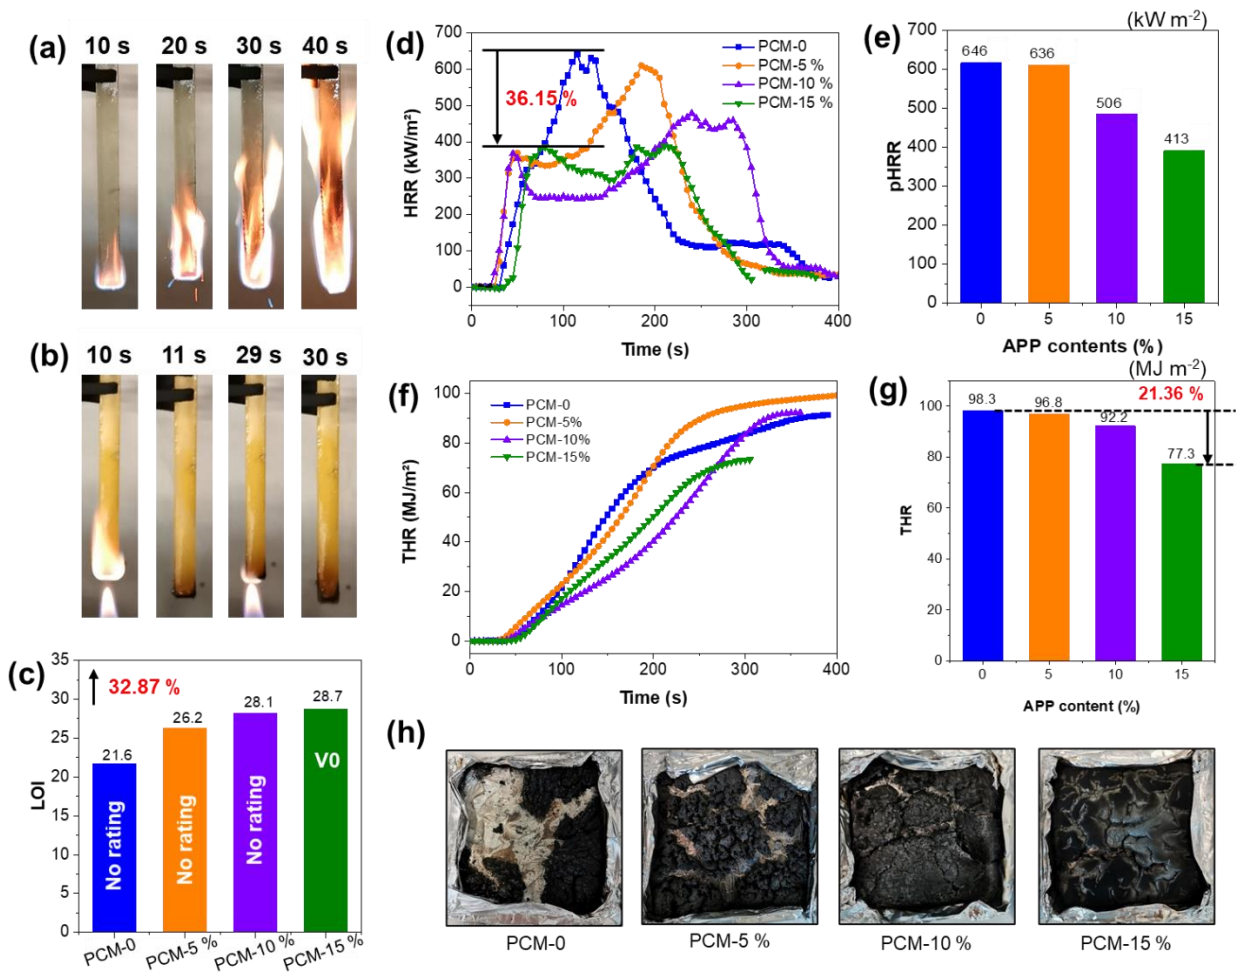 (a)
10 s
20 s
30 s
40 s
(b)
10 s
11 s
29 s
30 s
(c)
35
30
25
20
15
10
5
0
LOI
32.87 %
21.6
26.2
28.1
28.7
No rating
No rating
No rating
V0
PCM-0
PCM-5 %
PCM-10 %
PCM-15 %
(d)
700
600
500
400
300
200
100
0
HRR (kW/m²)
36.15 %
PCM-0
PCM-5 %
PCM-10 %
PCM-15 %
0
100
200
300
400
Time (s)
(e)
(kW m⁻²)
700
600
500
400
300
200
100
0
pHRR
646
636
506
413
0
5
10
15
APP contents (%)
(f)
100
80
60
40
20
0
THR (MJ/m²)
PCM-0
PCM-5%
PCM-10%
PCM-15%
0
100
200
300
400
Time (s)
(g)
(MJ m⁻²)
21.36 %
100
80
60
40
20
0
THR
98.3
96.8
92.2
77.3
0
5
10
15
APP content (%)
(h)
PCM-0
PCM-5 %
PCM-10 %
PCM-15 %